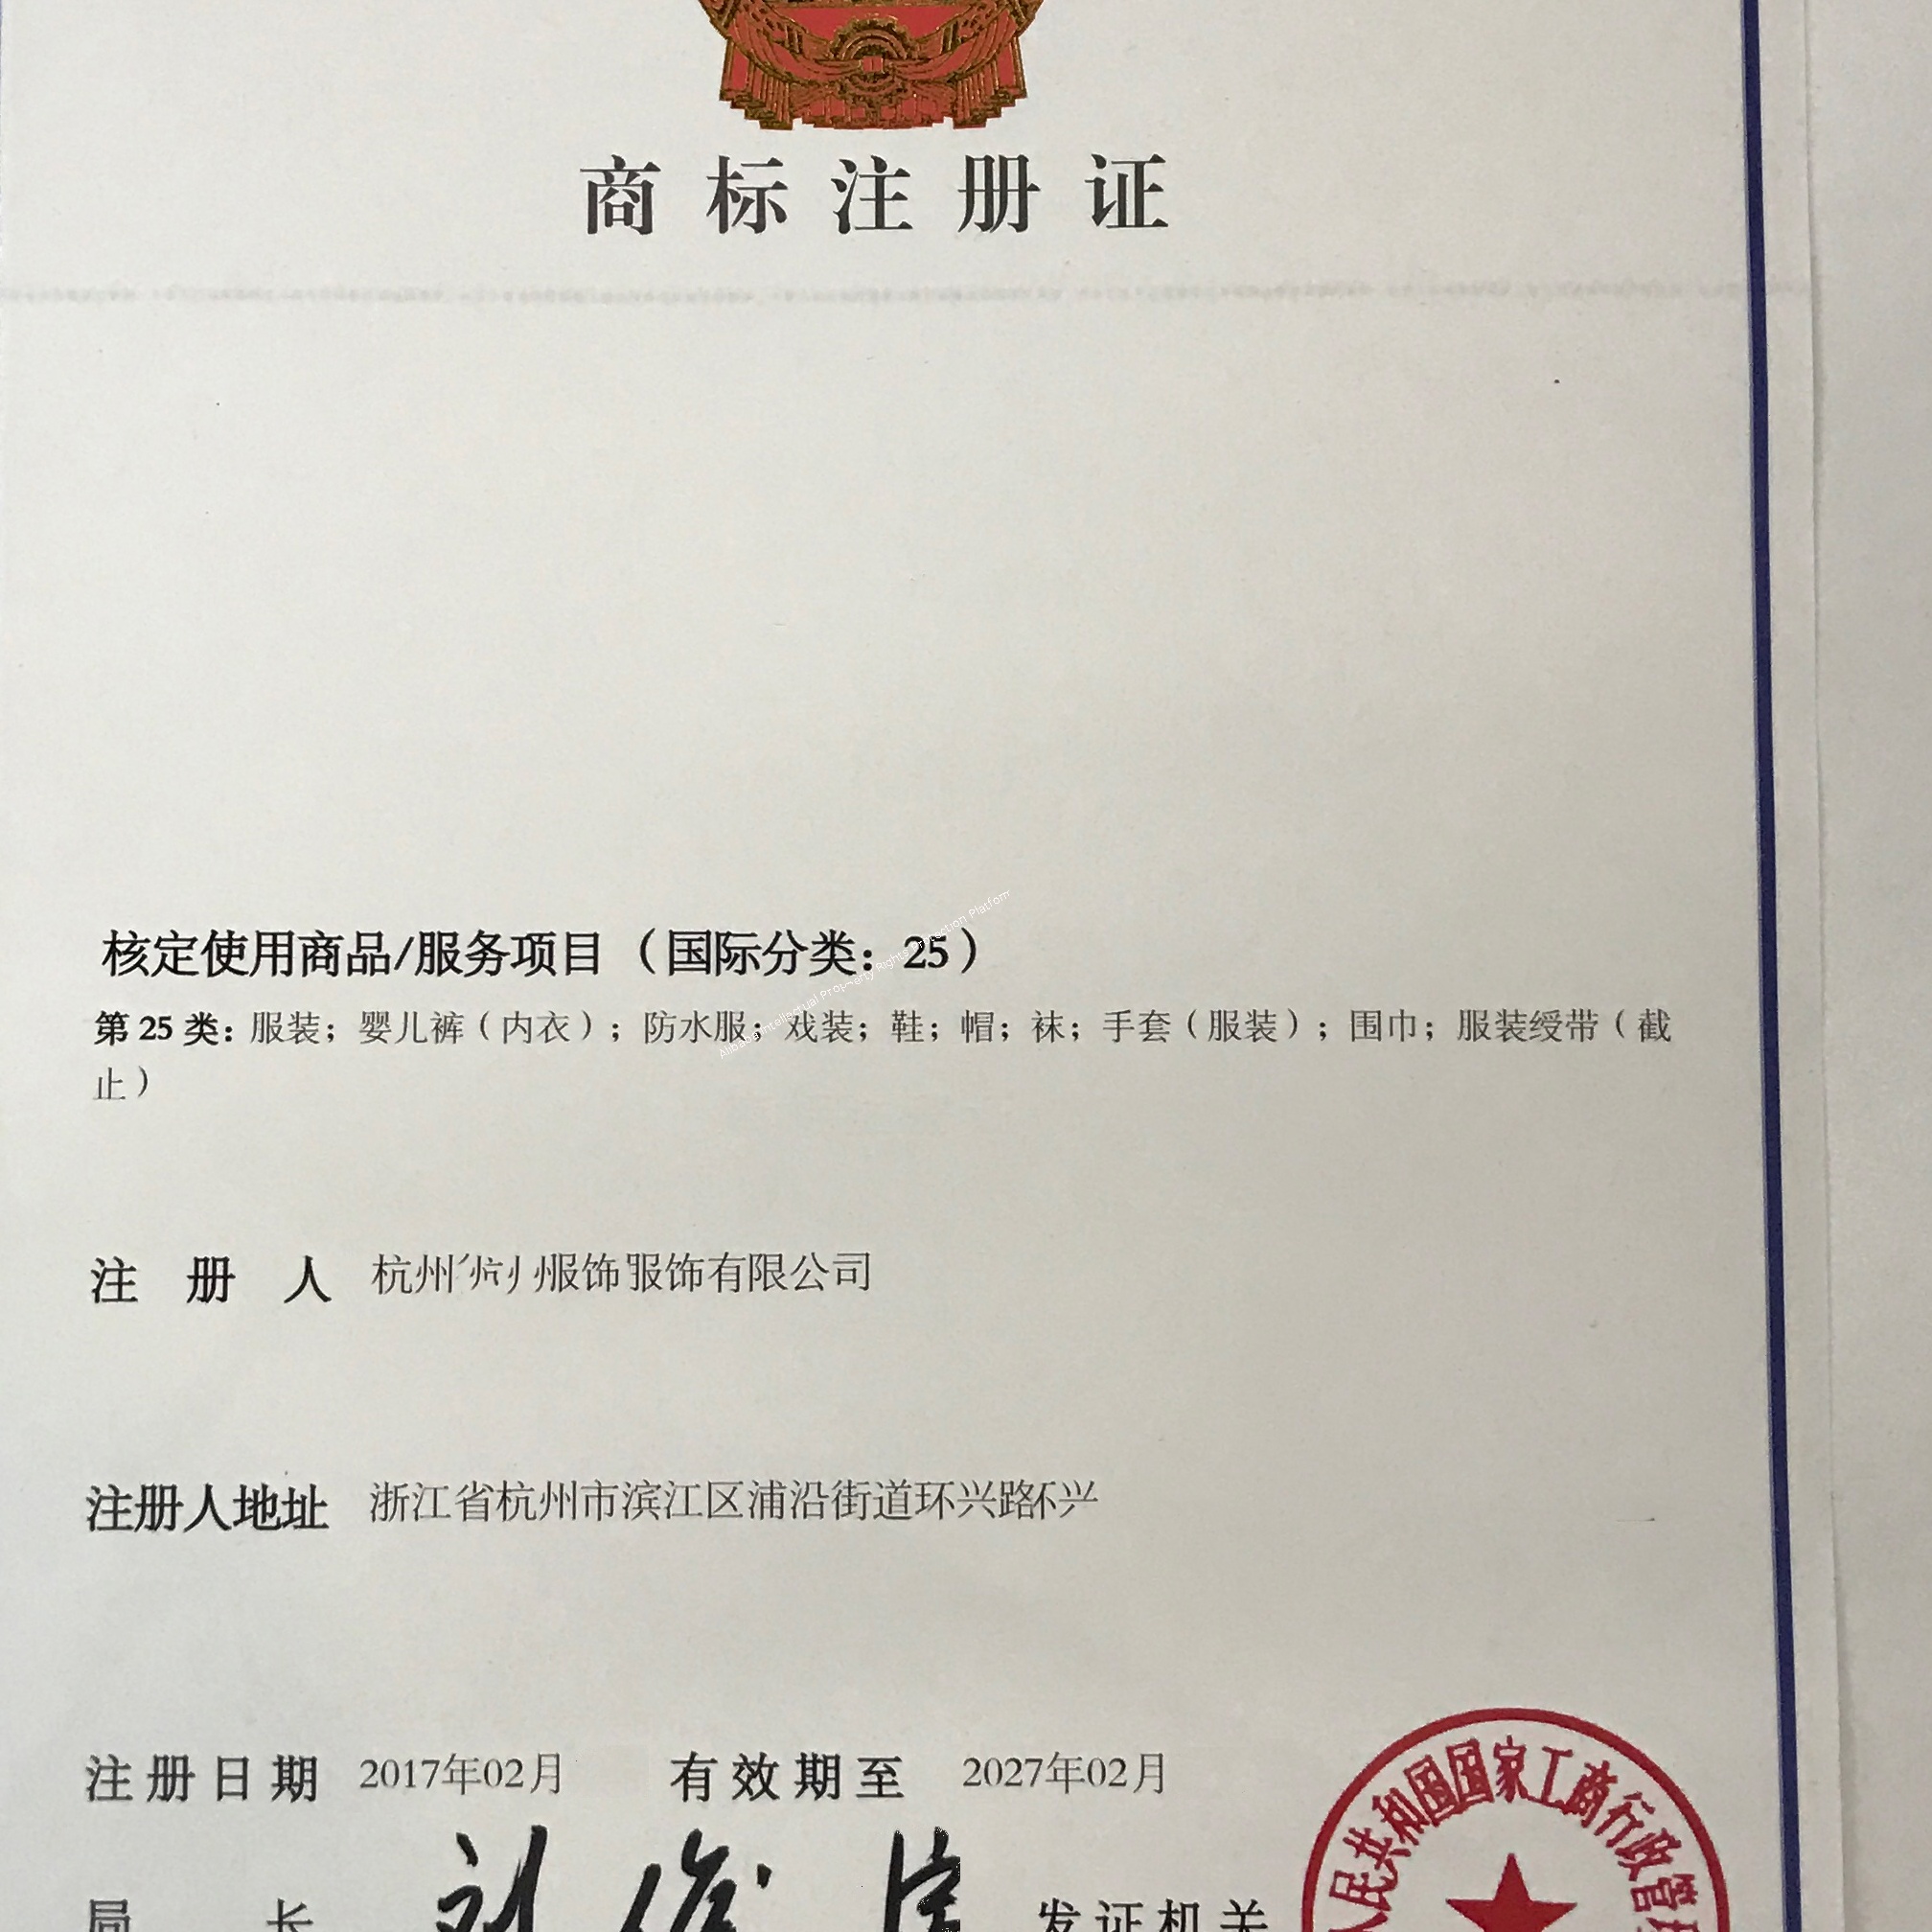 商标注册证
核定使用商品/服务项目（国际分类：25）
第25类：服装；婴儿裤（内衣）；防水服；戏装；鞋；帽；袜；手套（服装）；围巾；服装绶带（截
止）
注册人 杭州 服饰 服饰有限公司
注册人地址 浙江省杭州市滨江区浦沿街道环兴路
注册日期 2017年02月 有效期至 2027年02月
局长 刘俊 发证机关
人民共和国国家工商行政管理
Alibaba Intellectual Property Rights Protection Platform